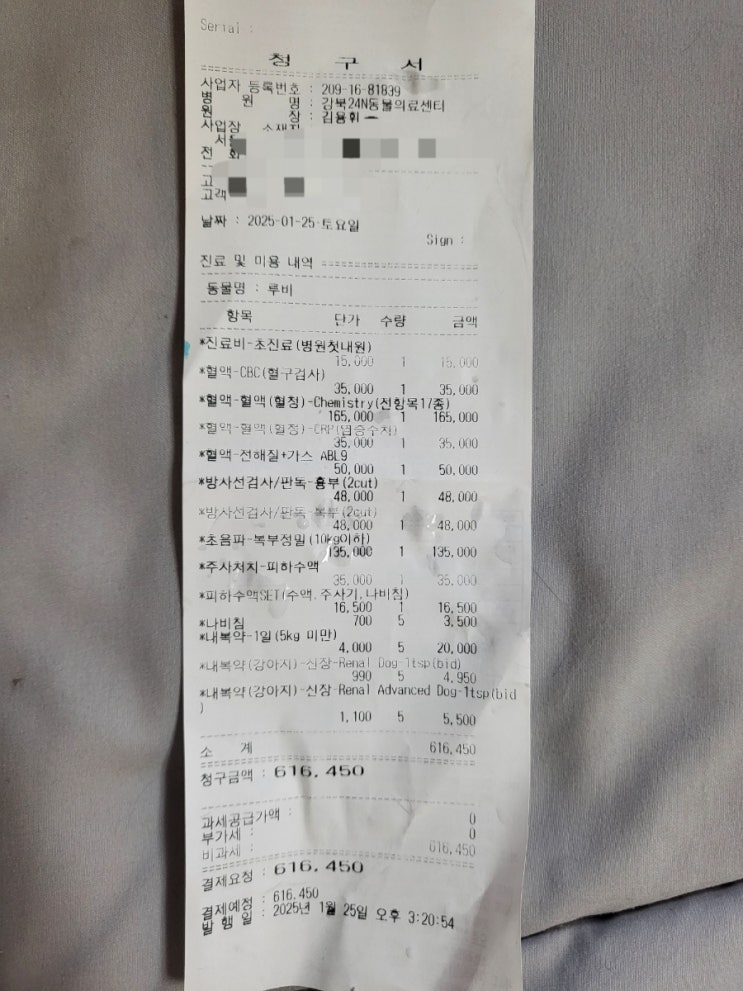 Serial :
청 구 서
사업자 등록번호 : 209-16-81839
병 원 명 : 강북24N동물의료센터
원 장 : 김용휘
사업장 소재지
서울
전 화
고
고객
날짜 : 2025-01-25-토요일
Sign :
진료 및 미용 내역
동물명 : 루비
항목 단가 수량 금액
*진료비-초진료(병원첫내원)
15,000 1 15,000
*혈액-CBC(혈구검사)
35,000 1 35,000
*혈액-혈액(혈청)-Chemistry(전항목17종)
165,000 1 165,000
*혈액-혈액(혈청)-CRP(염증수치)
35,000 1 35,000
*혈액-전해질+가스 ABL9
50,000 1 50,000
*방사선검사/판독-흉부(2cut)
48,000 1 48,000
*방사선검사/판독-복부(2cut)
48,000 1 48,000
*초음파-복부정밀(10kg이하)
135,000 1 135,000
*주사처치-피하수액
35,000 1 35,000
*피하수액SET(수액,주사기,나비침)
16,500 1 16,500
*나비침
700 5 3,500
*내복약-1일(5kg 미만)
4,000 5 20,000
*내복약(강아지)-신장-Renal Dog-1tsp(bid)
990 5 4,950
*내복약(강아지)-신장-Renal Advanced Dog-1tsp(bid
)
1,100 5 5,500
소 계 616,450
청구금액 : 616,450
과세공급가액 : 0
부가세 : 0
비과세 : 616,450
결제요청 : 616,450
결제예정 : 616,450
발 행 일 : 2025년 1월 25일 오후 3:20:54